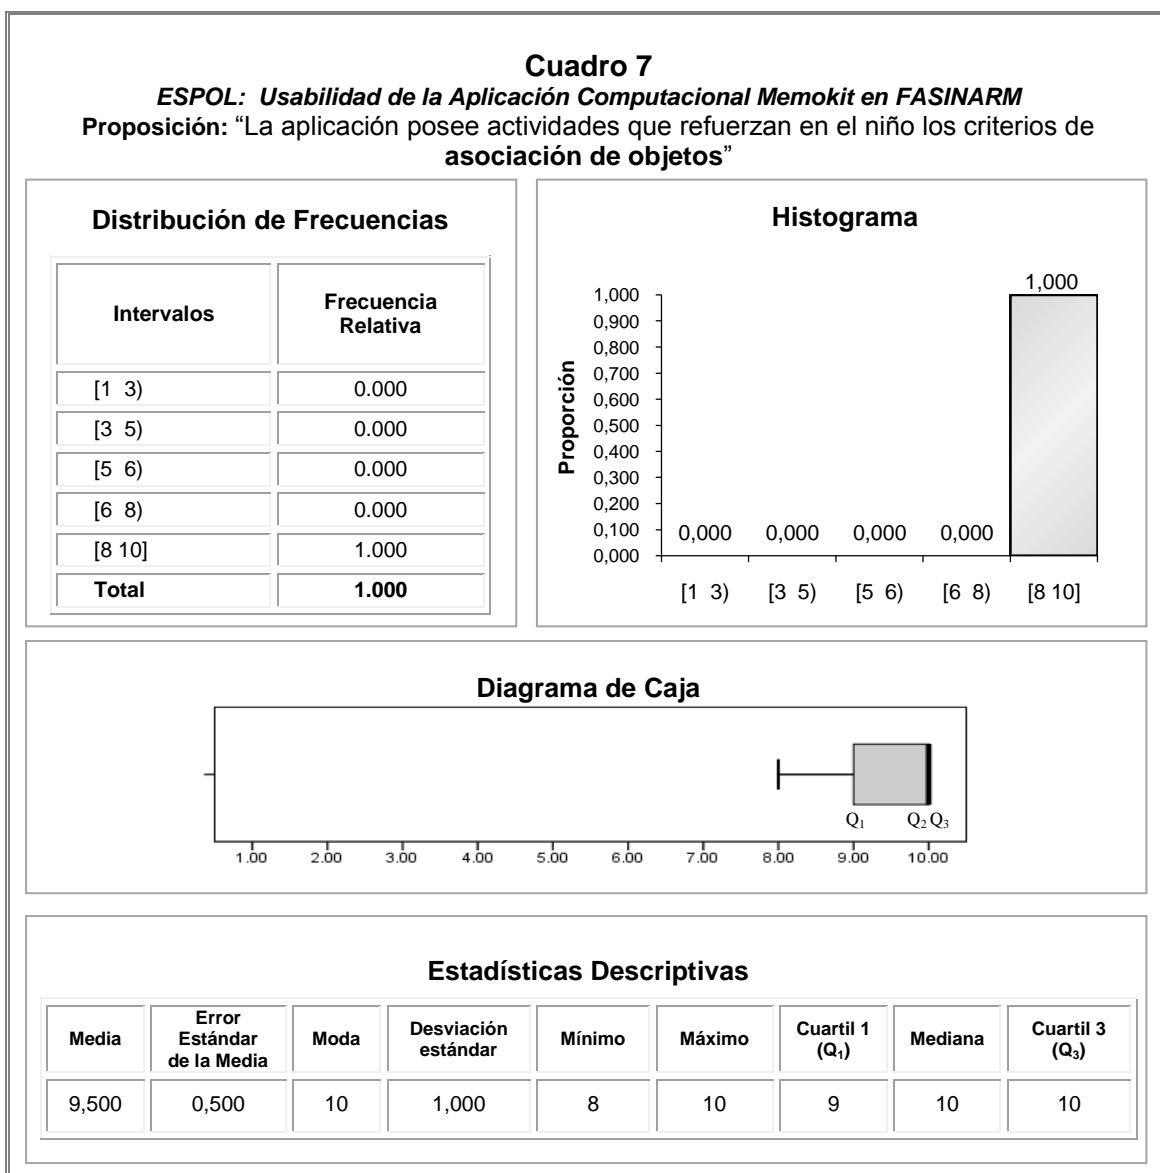 Cuadro 7
ESPOL: Usabilidad de la Aplicación Computacional Memokit en FASINARM
Proposición: “La aplicación posee actividades que refuerzan en el niño los criterios de
asociación de objetos”
Distribución de Frecuencias
Intervalos
Frecuencia
Relativa
[1 3) 0.000
[3 5) 0.000
[5 6) 0.000
[6 8) 0.000
[8 10] 1.000
Total 1.000
Histograma
Proporción
1,000
0,900
0,800
0,700
0,600
0,500
0,400
0,300
0,200
0,100
0,000
0,000 0,000 0,000 0,000 1,000
[1 3) [3 5) [5 6) [6 8) [8 10]
Diagrama de Caja
Q1 Q2 Q3
1.00 2.00 3.00 4.00 5.00 6.00 7.00 8.00 9.00 10.00
Estadísticas Descriptivas
Media
Error
Estándar
de la Media
Moda
Desviación
estándar
Mínimo
Máximo
Cuartil 1
(Q1)
Mediana
Cuartil 3
(Q3)
9,500 0,500 10 1,000 8 10 9 10 10